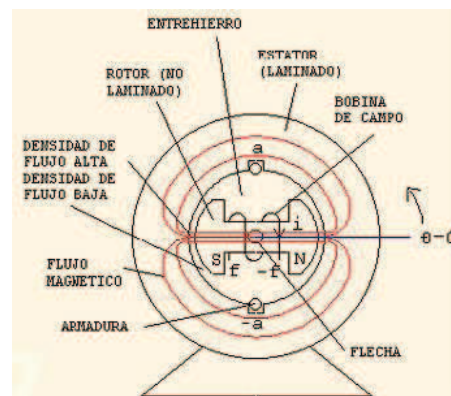 ENTREHIERRO
ESTATOR
(LAMINADO)
ROTOR (NO
LAMINADO)
BOBINA
DE CAMPO
DENSIDAD DE
FLUJO ALTA
DENSIDAD DE
FLUJO BAJA
a
i
θ-0
S
f
-f
N
FLUJO
MAGNETICO
-a
ARMADURA
FLECHA